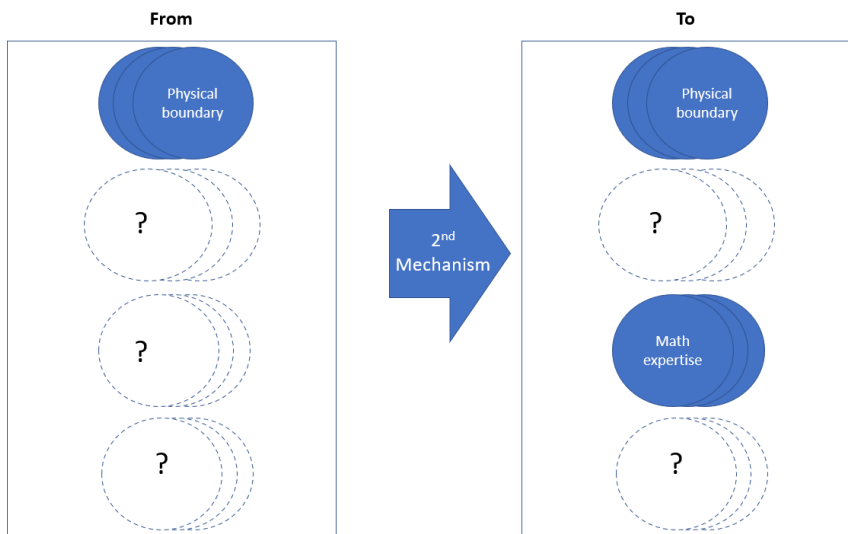 From
To
Physical
boundary
Physical
boundary
?
?
2nd
Mechanism
?
Math
expertise
?
?